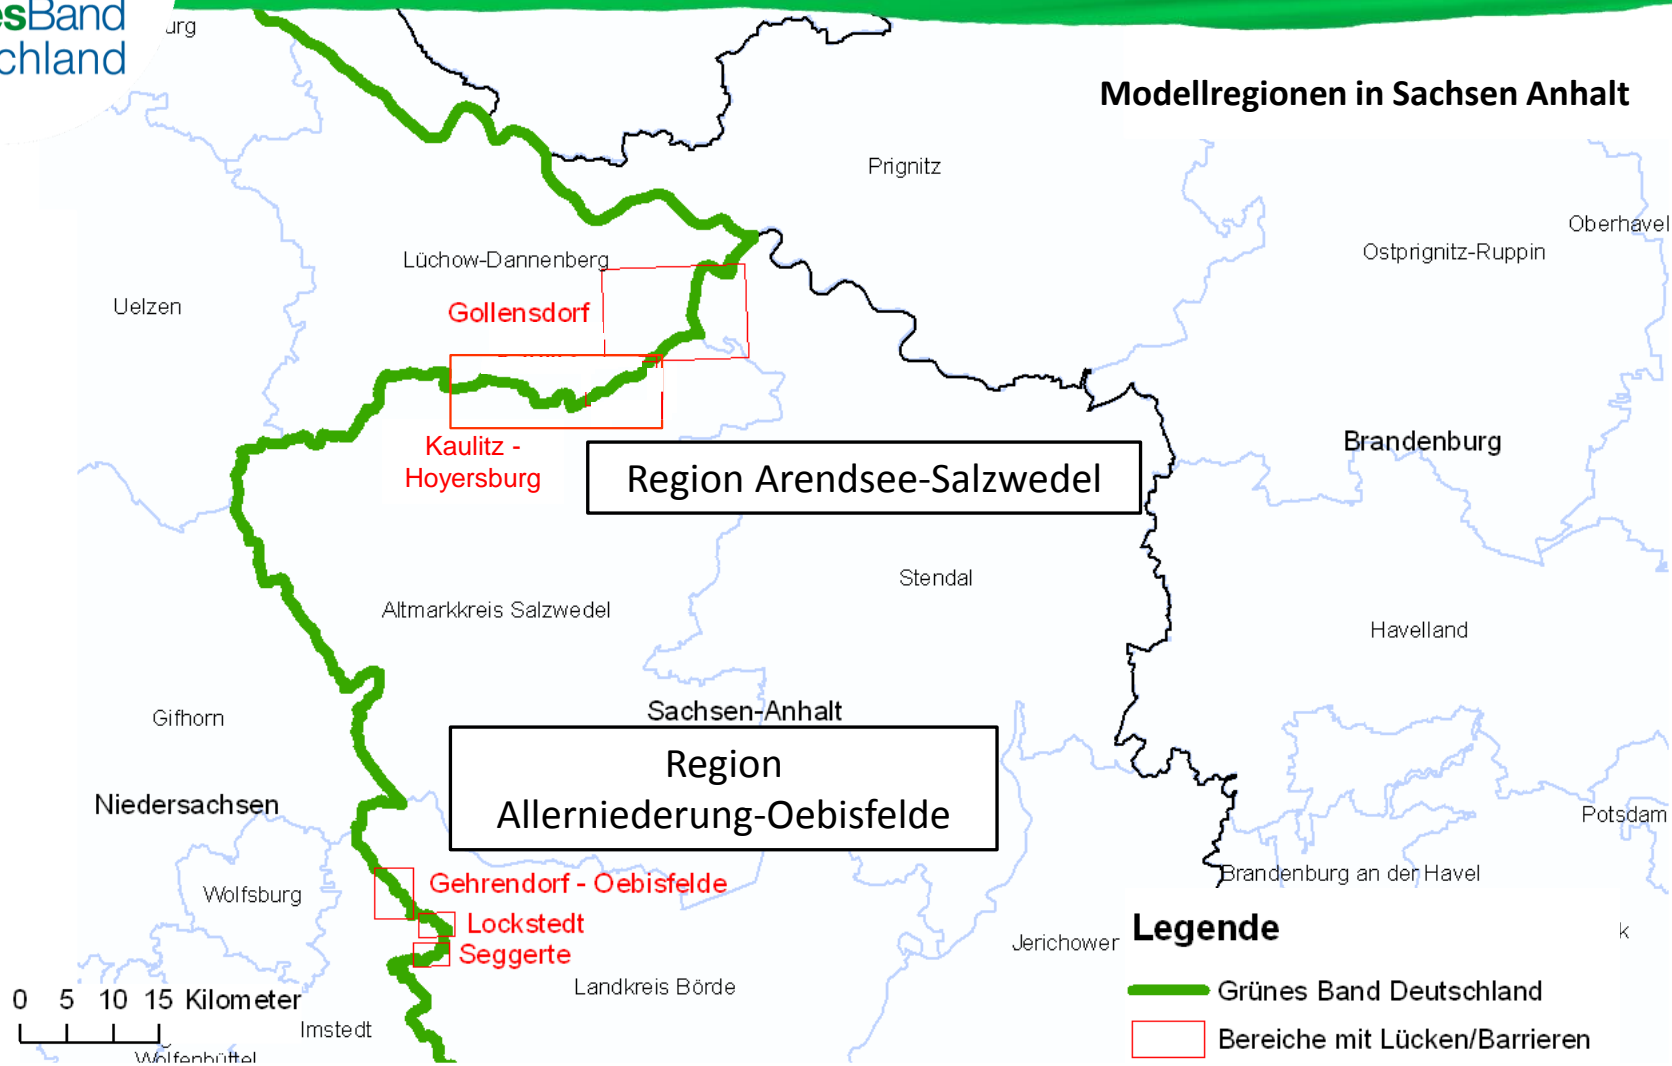 esBand
chland
urg
Modellregionen in Sachsen Anhalt
Prignitz
Oberhavel
Ostprignitz-Ruppin
Lüchow-Dannenberg
Uelzen
Gollensdorf
Kaulitz -
Hoyersburg
Brandenburg
Region Arendsee-Salzwedel
Stendal
Altmarkkreis Salzwedel
Havelland
Sachsen-Anhalt
Gifhorn
Region
Allerniederung-Oebisfelde
Niedersachsen
Potsdam
Brandenburg an der Havel
Gehrendorf - Oebisfelde
Wolfsburg
Lockstedt
Seggerte
Jerichower
Legende
k
Landkreis Börde
Grünes Band Deutschland
0 5 10 15 Kilometer
lmstedt
Bereiche mit Lücken/Barrieren
Wolfenbüttel